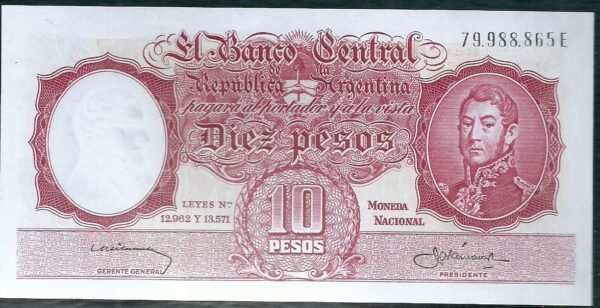 79.988.865E
El Banco Central
de la
República Argentina
pagará al portador y a la vista
Diez pesos
LEYES Nos.
12.962 Y 13.571
10
PESOS
MONEDA
NACIONAL
GERENTE GENERAL
PRESIDENTE